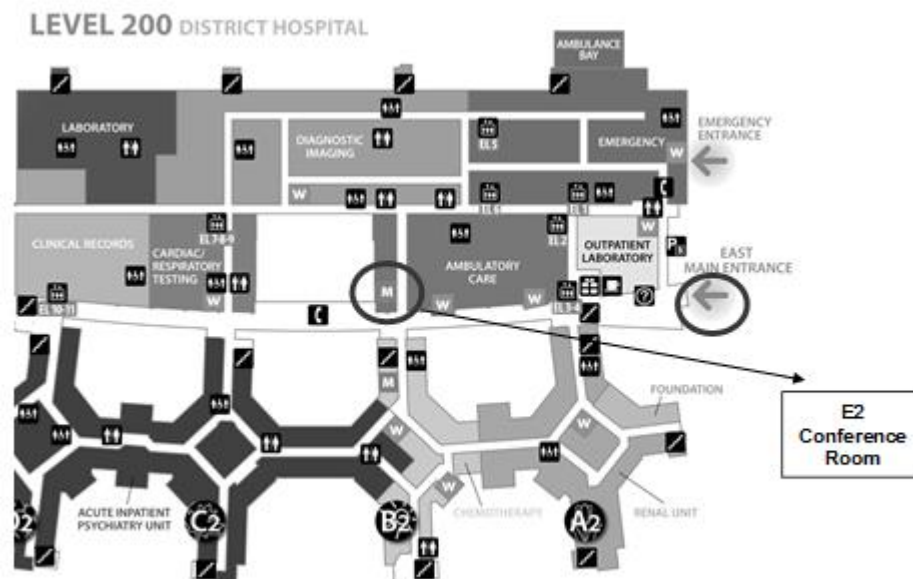 LEVEL 200 DISTRICT HOSPITAL
AMBULANCE
BAY
LABORATORY
DIAGNOSTIC
IMAGING
EL5
EMERGENCY
W
EMERGENCY
ENTRANCE
W
W
CLINICAL RECORDS
EL 7-8-9
CARDIAC/
RESPIRATORY
TESTING
W
M
AMBULATORY
CARE
W
W
EL2
W
OUTPATIENT
LABORATORY
?
P
EAST
MAIN ENTRANCE
EL 10-11
EL 3-4
M
W
W
W
FOUNDATION
E2
Conference
Room
CHEMOTHERAPY
RENAL UNIT
ACUTE INPATIENT
PSYCHIATRY UNIT
C2
B2
A2